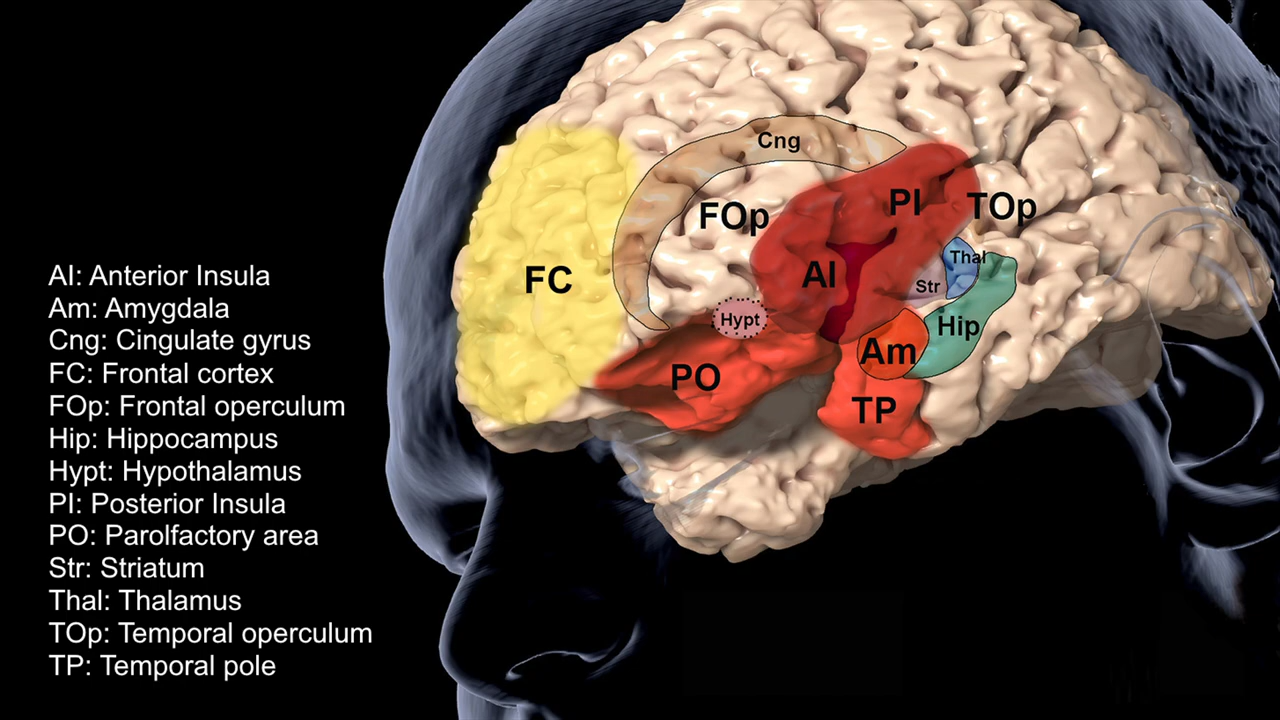 AI: Anterior Insula
Am: Amygdala
Cng: Cingulate gyrus
FC: Frontal cortex
FOp: Frontal operculum
Hip: Hippocampus
Hypt: Hypothalamus
PI: Posterior Insula
PO: Parolfactory area
Str: Striatum
Thal: Thalamus
TOp: Temporal operculum
TP: Temporal pole
Cng
FOp
PI
TOp
FC
AI
Thal
Str
Hypt
Hip
Am
PO
TP